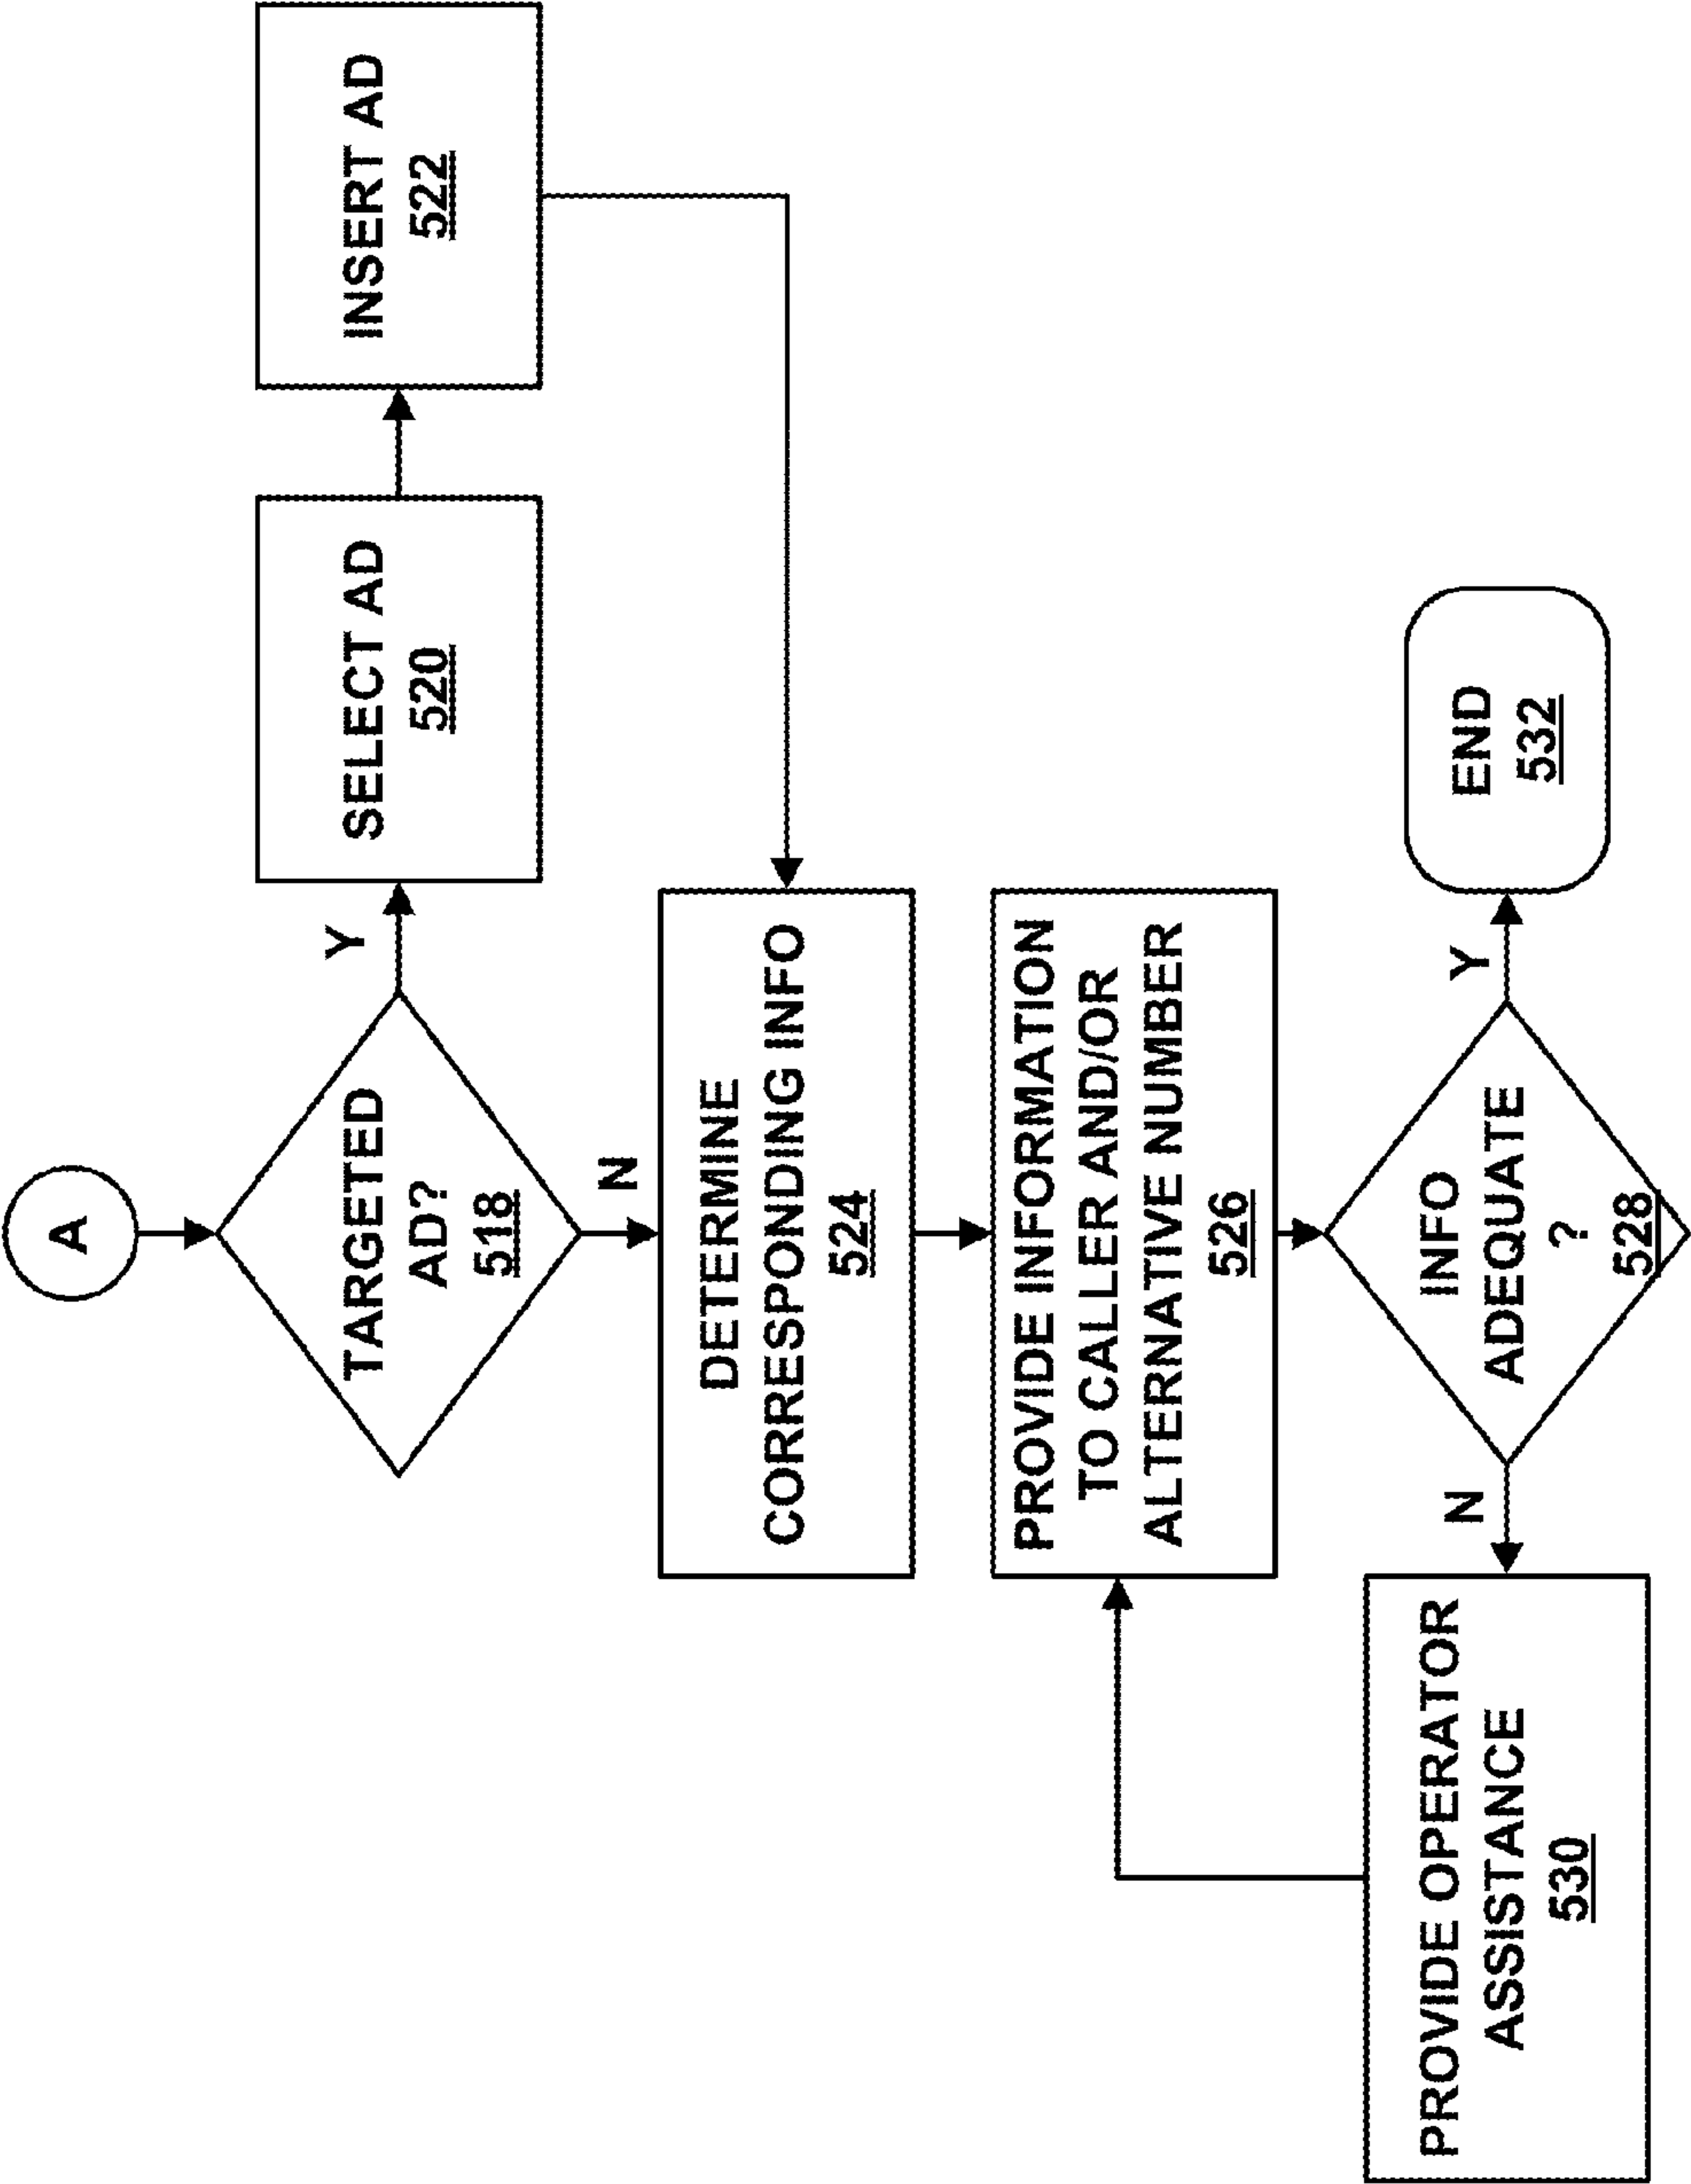 A
TARGETED
AD?
518
Y
N
SELECT AD
520
INSERT AD
522
DETERMINE
CORRESPONDING INFO
524
PROVIDE INFORMATION
TO CALLER AND/OR
ALTERNATIVE NUMBER
526
INFO
ADEQUATE
?
528
N
Y
PROVIDE OPERATOR
ASSISTANCE
530
END
532